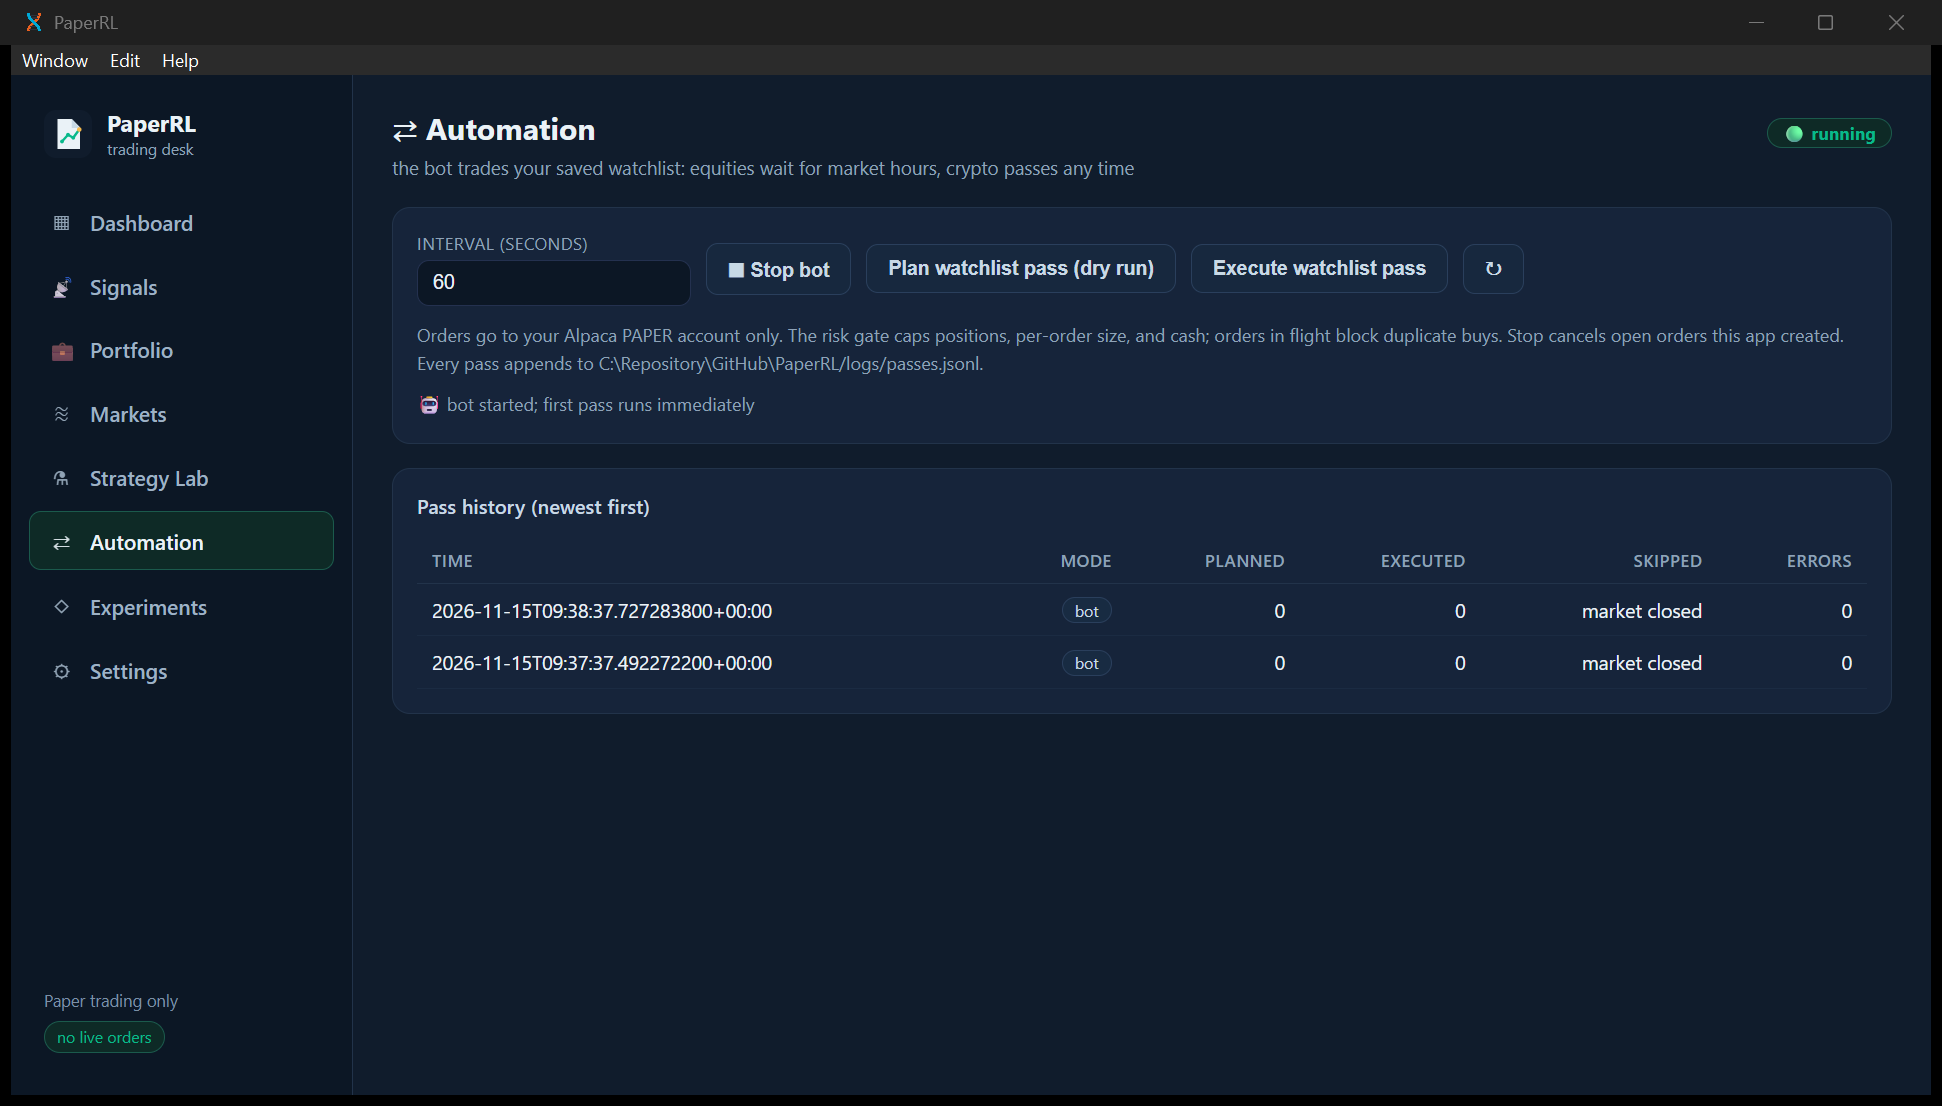 PaperRL
Window Edit Help
PaperRL
trading desk
Dashboard
Signals
Portfolio
Markets
Strategy Lab
Automation
Experiments
Settings
Paper trading only
no live orders
Automation
running
the bot trades your saved watchlist: equities wait for market hours, crypto passes any time
INTERVAL (SECONDS)
60
Stop bot
Plan watchlist pass (dry run)
Execute watchlist pass
Orders go to your Alpaca PAPER account only. The risk gate caps positions, per-order size, and cash; orders in flight block duplicate buys. Stop cancels open orders this app created.
Every pass appends to C:\Repository\GitHub\PaperRL/logs/passes.jsonl.
bot started; first pass runs immediately
Pass history (newest first)
TIME MODE PLANNED EXECUTED SKIPPED ERRORS
2026-11-15T09:38:37.727283800+00:00 bot 0 0 market closed 0
2026-11-15T09:37:37.492272200+00:00 bot 0 0 market closed 0